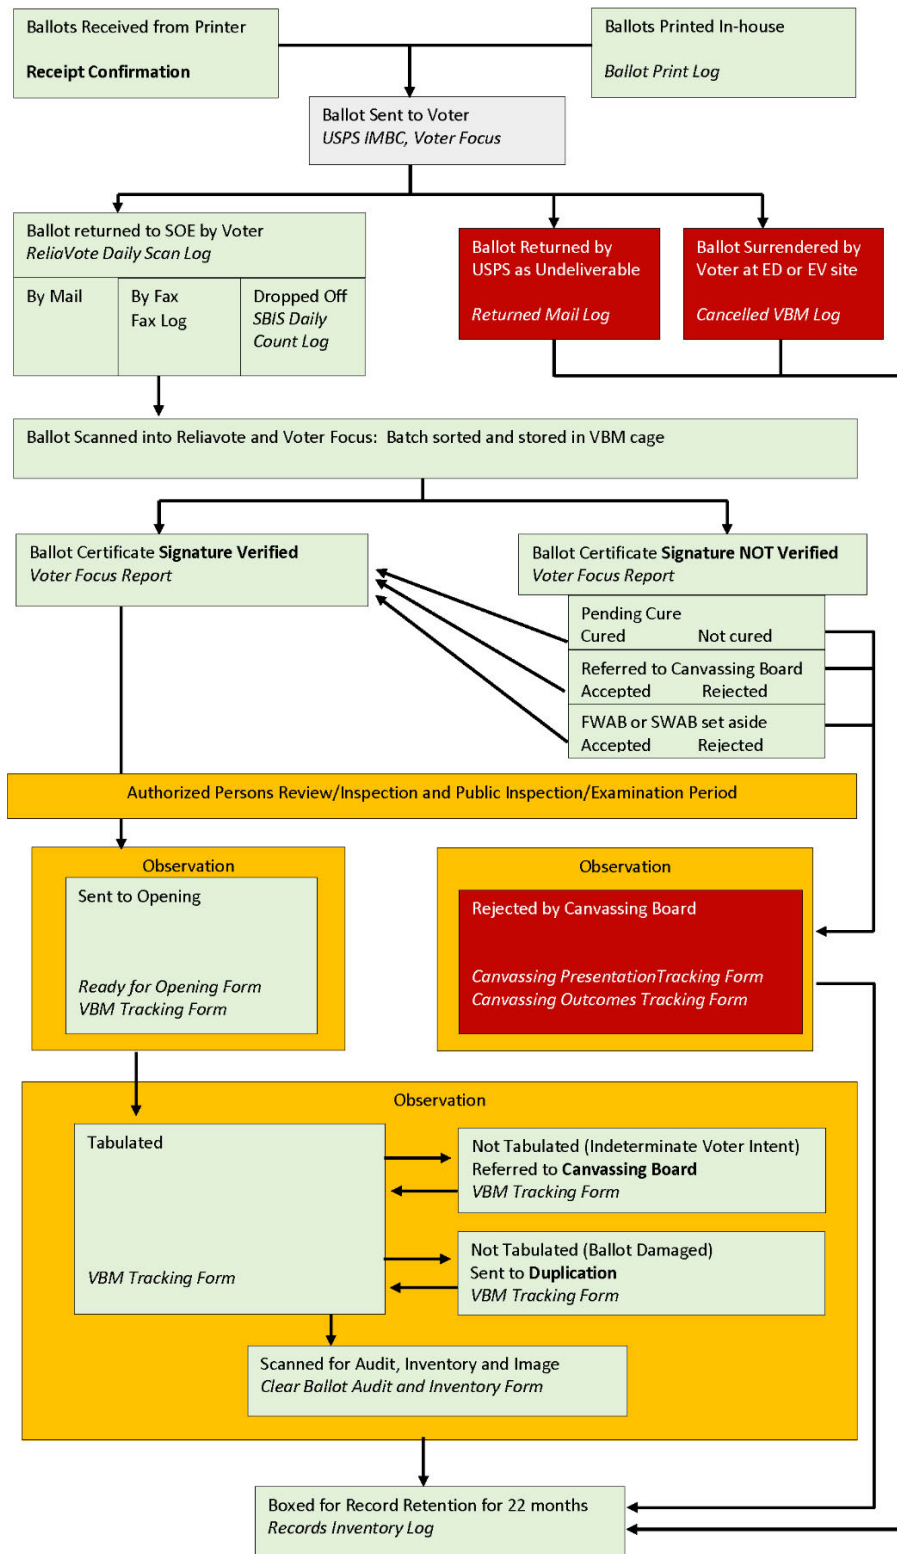 Ballots Received from Printer
Receipt Confirmation
Ballots Printed In-house
Ballot Print Log
Ballot Sent to Voter
USPS IMBC, Voter Focus
Ballot returned to SOE by Voter
ReliaVote Daily Scan Log
By Mail
By Fax
Fax Log
Dropped Off
SBIS Daily
Count Log
Ballot Returned by
USPS as Undeliverable
Returned Mail Log
Ballot Surrendered by
Voter at ED or EV site
Cancelled VBM Log
Ballot Scanned into Reliavote and Voter Focus: Batch sorted and stored in VBM cage
Ballot Certificate Signature Verified
Voter Focus Report
Ballot Certificate Signature NOT Verified
Voter Focus Report
Pending Cure
Cured Not cured
Referred to Canvassing Board
Accepted Rejected
FWAB or SWAB set aside
Accepted Rejected
Authorized Persons Review/Inspection and Public Inspection/Examination Period
Observation
Sent to Opening
Ready for Opening Form
VBM Tracking Form
Observation
Rejected by Canvassing Board
Canvassing PresentationTracking Form
Canvassing Outcomes Tracking Form
Observation
Tabulated
VBM Tracking Form
Not Tabulated (Indeterminate Voter Intent)
Referred to Canvassing Board
VBM Tracking Form
Not Tabulated (Ballot Damaged)
Sent to Duplication
VBM Tracking Form
Scanned for Audit, Inventory and Image
Clear Ballot Audit and Inventory Form
Boxed for Record Retention for 22 months
Records Inventory Log